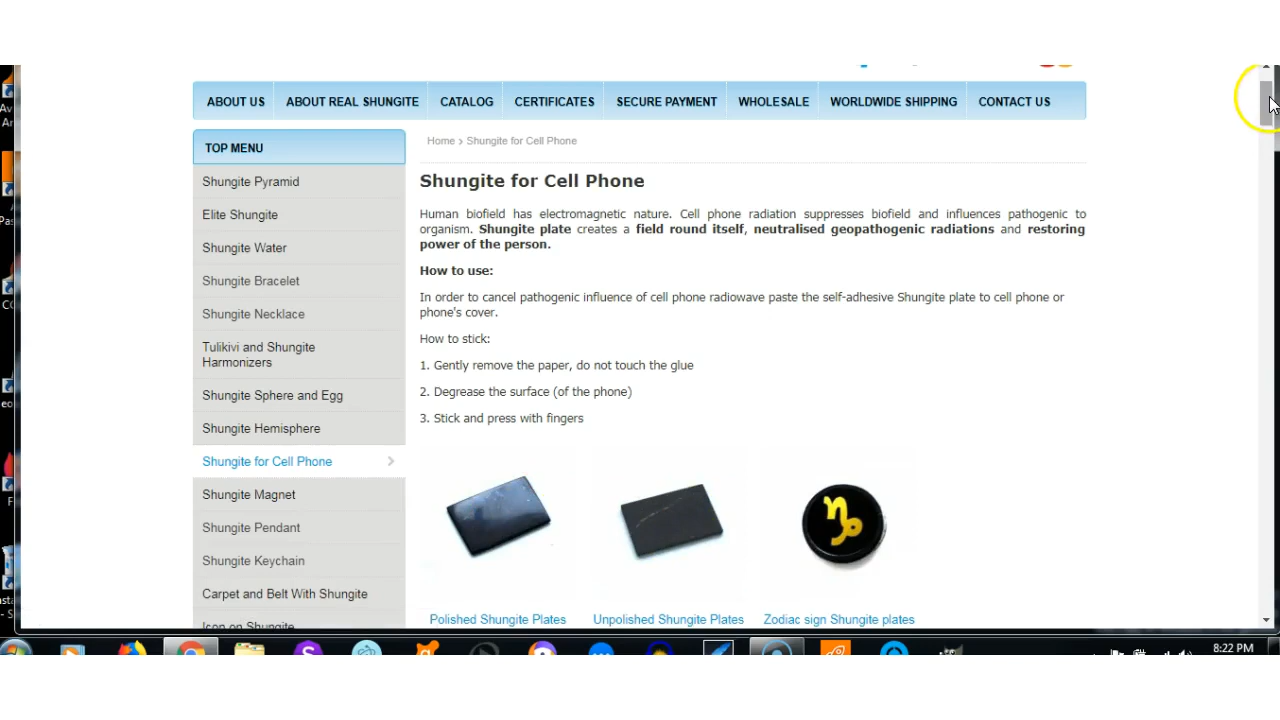 ABOUT US ABOUT REAL SHUNGITE CATALOG CERTIFICATES SECURE PAYMENT WHOLESALE WORLDWIDE SHIPPING CONTACT US
TOP MENU
Shungite Pyramid
Elite Shungite
Shungite Water
Shungite Bracelet
Shungite Necklace
Tulikivi and Shungite
Harmonizers
Shungite Sphere and Egg
Shungite Hemisphere
Shungite for Cell Phone
Shungite Magnet
Shungite Pendant
Shungite Keychain
Carpet and Belt With Shungite
Icon on Shungite
Home › Shungite for Cell Phone
Shungite for Cell Phone
Human biofield has electromagnetic nature. Cell phone radiation suppresses biofield and influences pathogenic to
organism. Shungite plate creates a field round itself, neutralised geopathogenic radiations and restoring
power of the person.
How to use:
In order to cancel pathogenic influence of cell phone radiowave paste the self-adhesive Shungite plate to cell phone or
phone's cover.
How to stick:
1. Gently remove the paper, do not touch the glue
2. Degrease the surface (of the phone)
3. Stick and press with fingers
Polished Shungite Plates Unpolished Shungite Plates Zodiac sign Shungite plates
8:22 PM